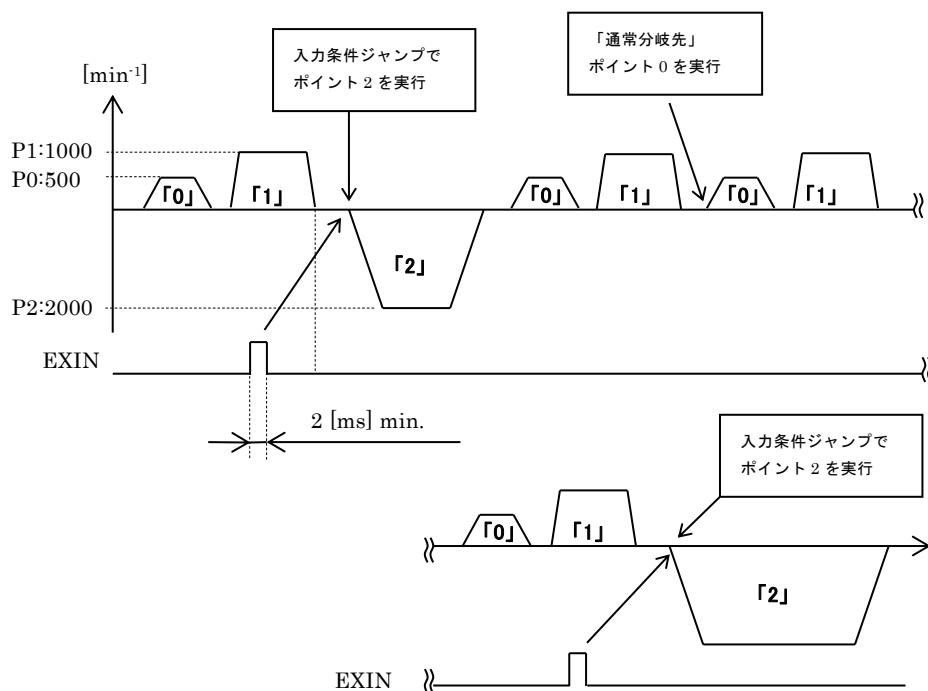 入力条件ジャンプで
ポイント2を実行
「通常分岐先」
ポイント0を実行
[min-1]
P1:1000
P0:500
「0」
「1」
「0」
「1」
「0」
「1」
「2」
P2:2000
EXIN
2 [ms] min.
入力条件ジャンプで
ポイント2を実行
「0」
「1」
「2」
EXIN